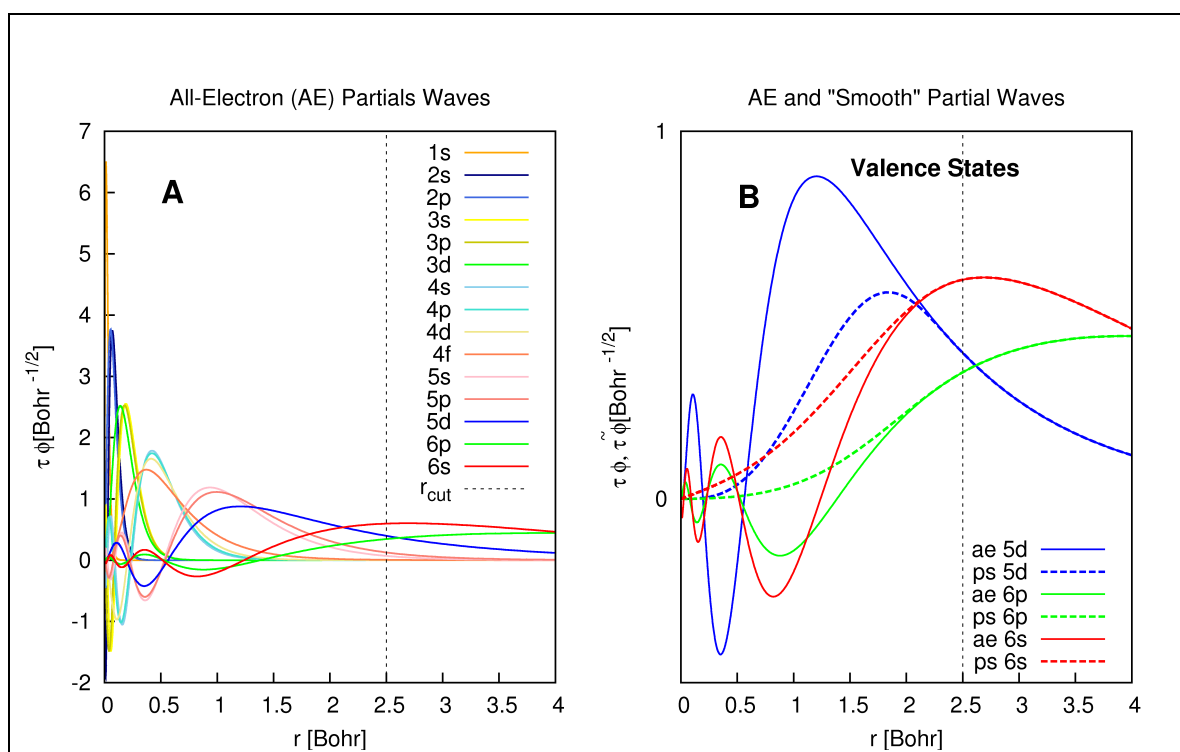 All-Electron (AE) Partials Waves
7
6
5
4
3
2
1
0
-1
-2
τ ϕ[Bohr -1/2]
A
1s
2s
2p
3s
3p
3d
4s
4p
4d
4f
5s
5p
5d
6p
6s
rcut
0 0.5 1 1.5 2 2.5 3 3.5 4
r [Bohr]
AE and "Smooth" Partial Waves
1
0
τ ϕ, τ ϕ̃[Bohr -1/2]
Valence States
B
ae 5d
ps 5d
ae 6p
ps 6p
ae 6s
ps 6s
0 0.5 1 1.5 2 2.5 3 3.5 4
r [Bohr]